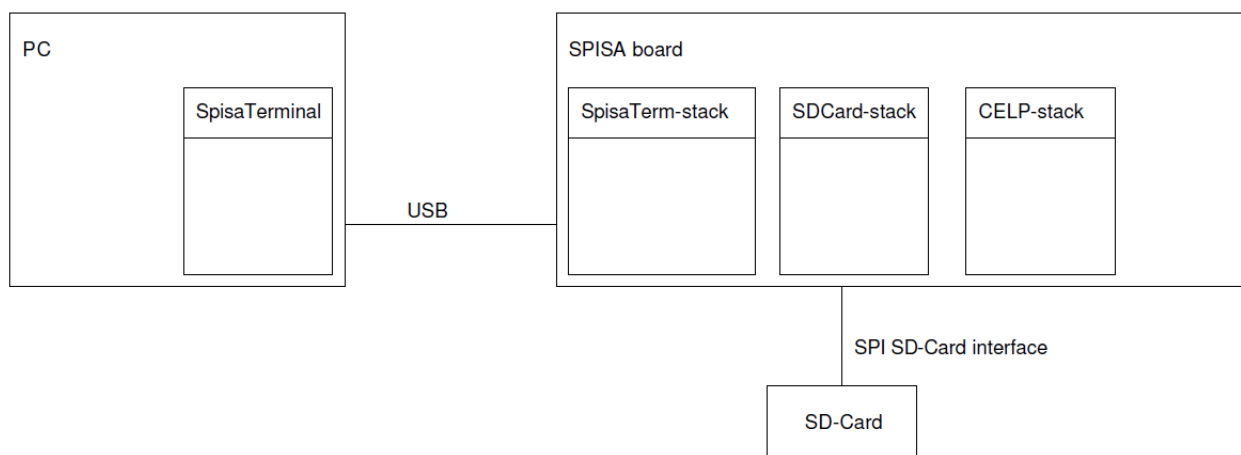 PC
SPISA board
SpisaTerminal
SpisaTerm-stack
SDCard-stack
CELP-stack
USB
SPI SD-Card interface
SD-Card